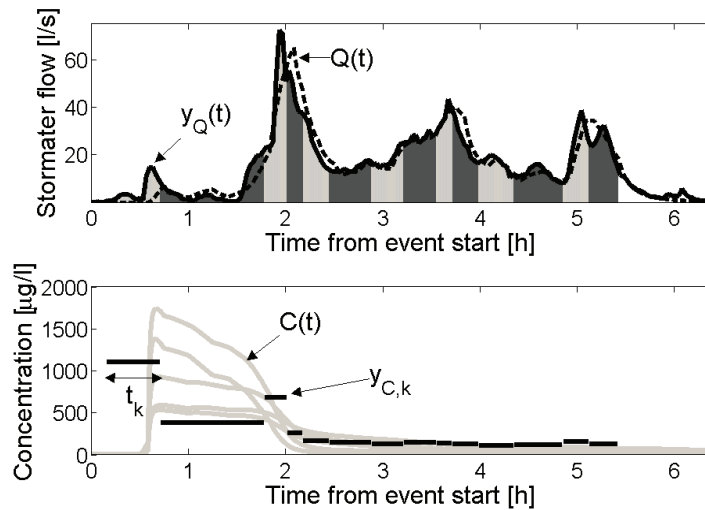 Stormater flow [l/s]
60
40
20
y_Q(t)
Q(t)
0 1 2 3 4 5 6
Time from event start [h]
Concentration [µg/l]
2000
1500
1000
500
0
C(t)
t_k
y_C,k
0 1 2 3 4 5 6
Time from event start [h]